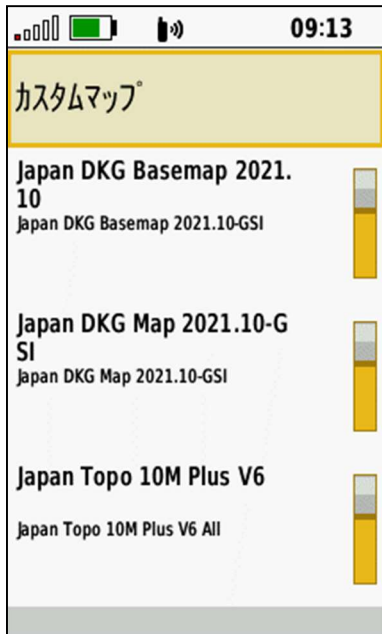 09:13
カスタムマップ
Japan DKG Basemap 2021.
10
Japan DKG Basemap 2021.10-GSI
Japan DKG Map 2021.10-G
SI
Japan DKG Map 2021.10-GSI
Japan Topo 10M Plus V6
Japan Topo 10M Plus V6 All